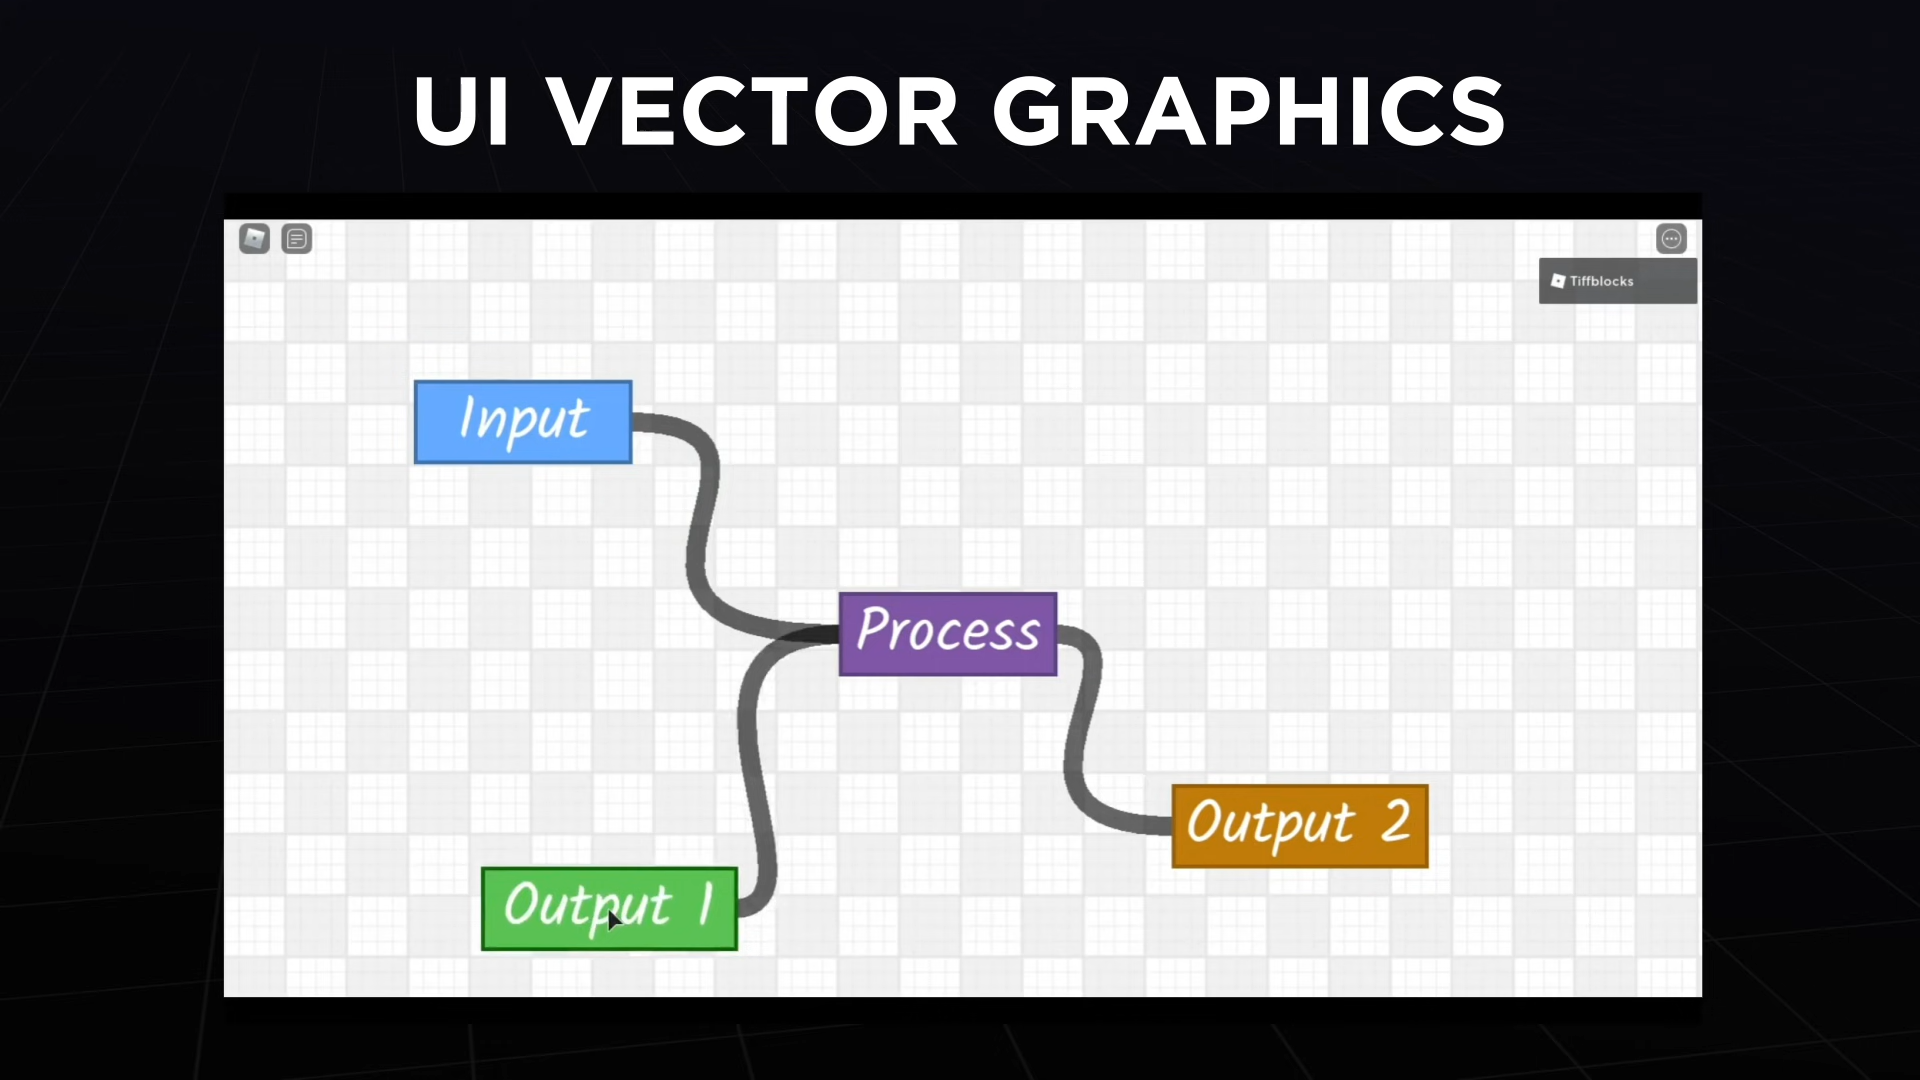 UI VECTOR GRAPHICS
Tiffblocks
Input
Process
Output 2
Output 1